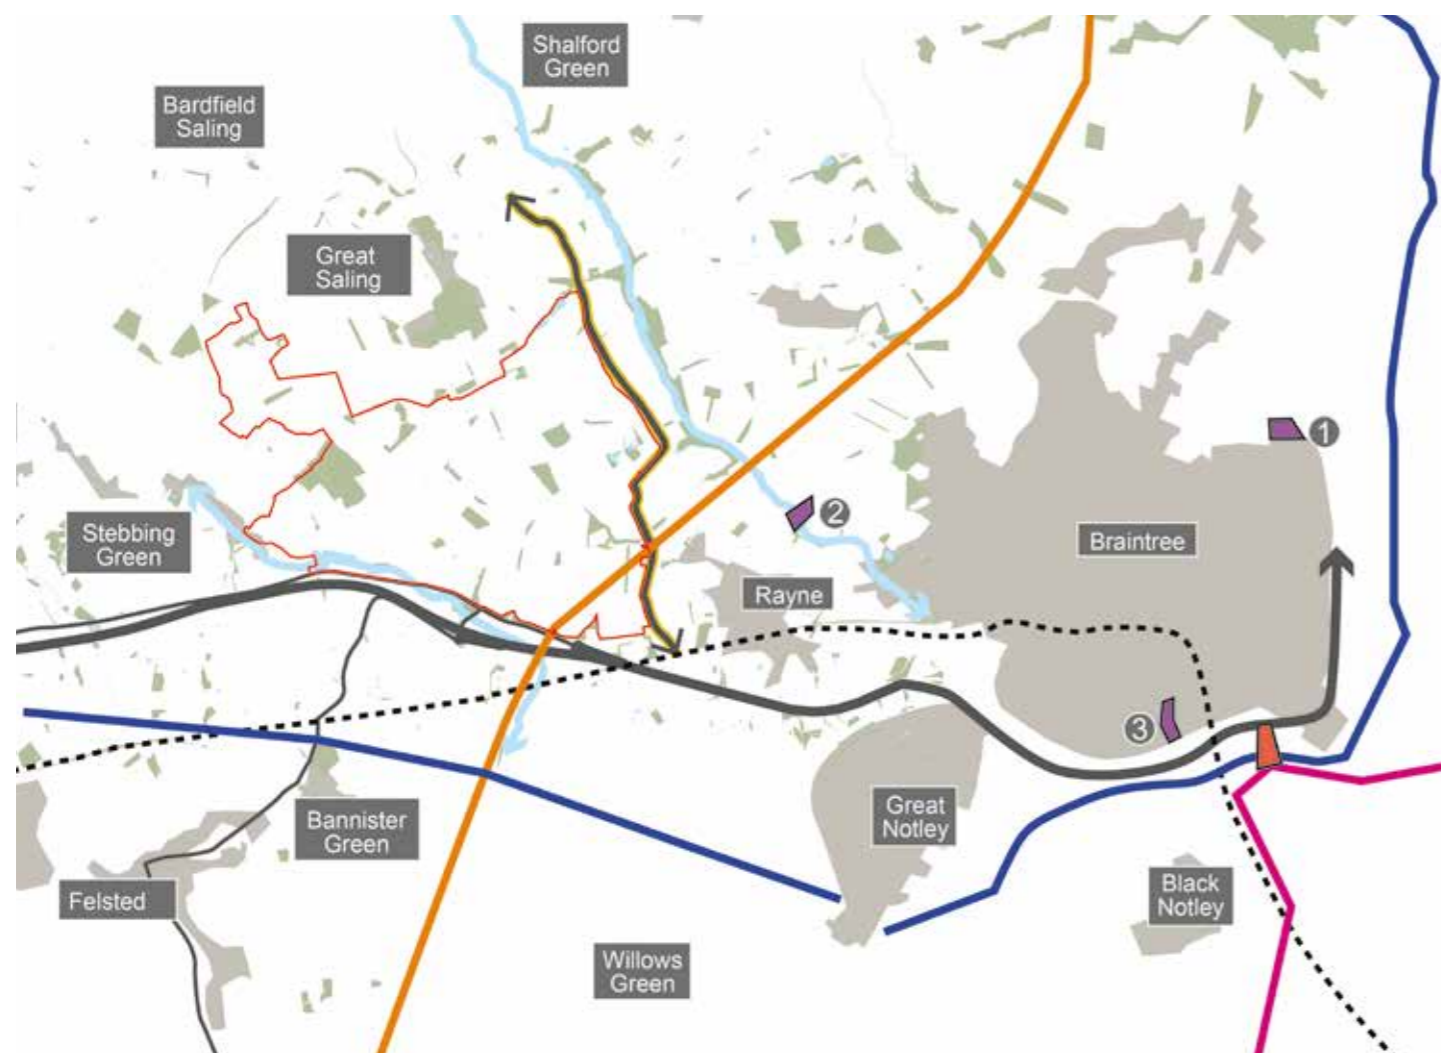 Shalford
Green
Bardfield
Saling
Great
Saling
1
2
Stebbing
Green
Braintree
Rayne
3
Great
Notley
Bannister
Green
Black
Notley
Felsted
Willows
Green